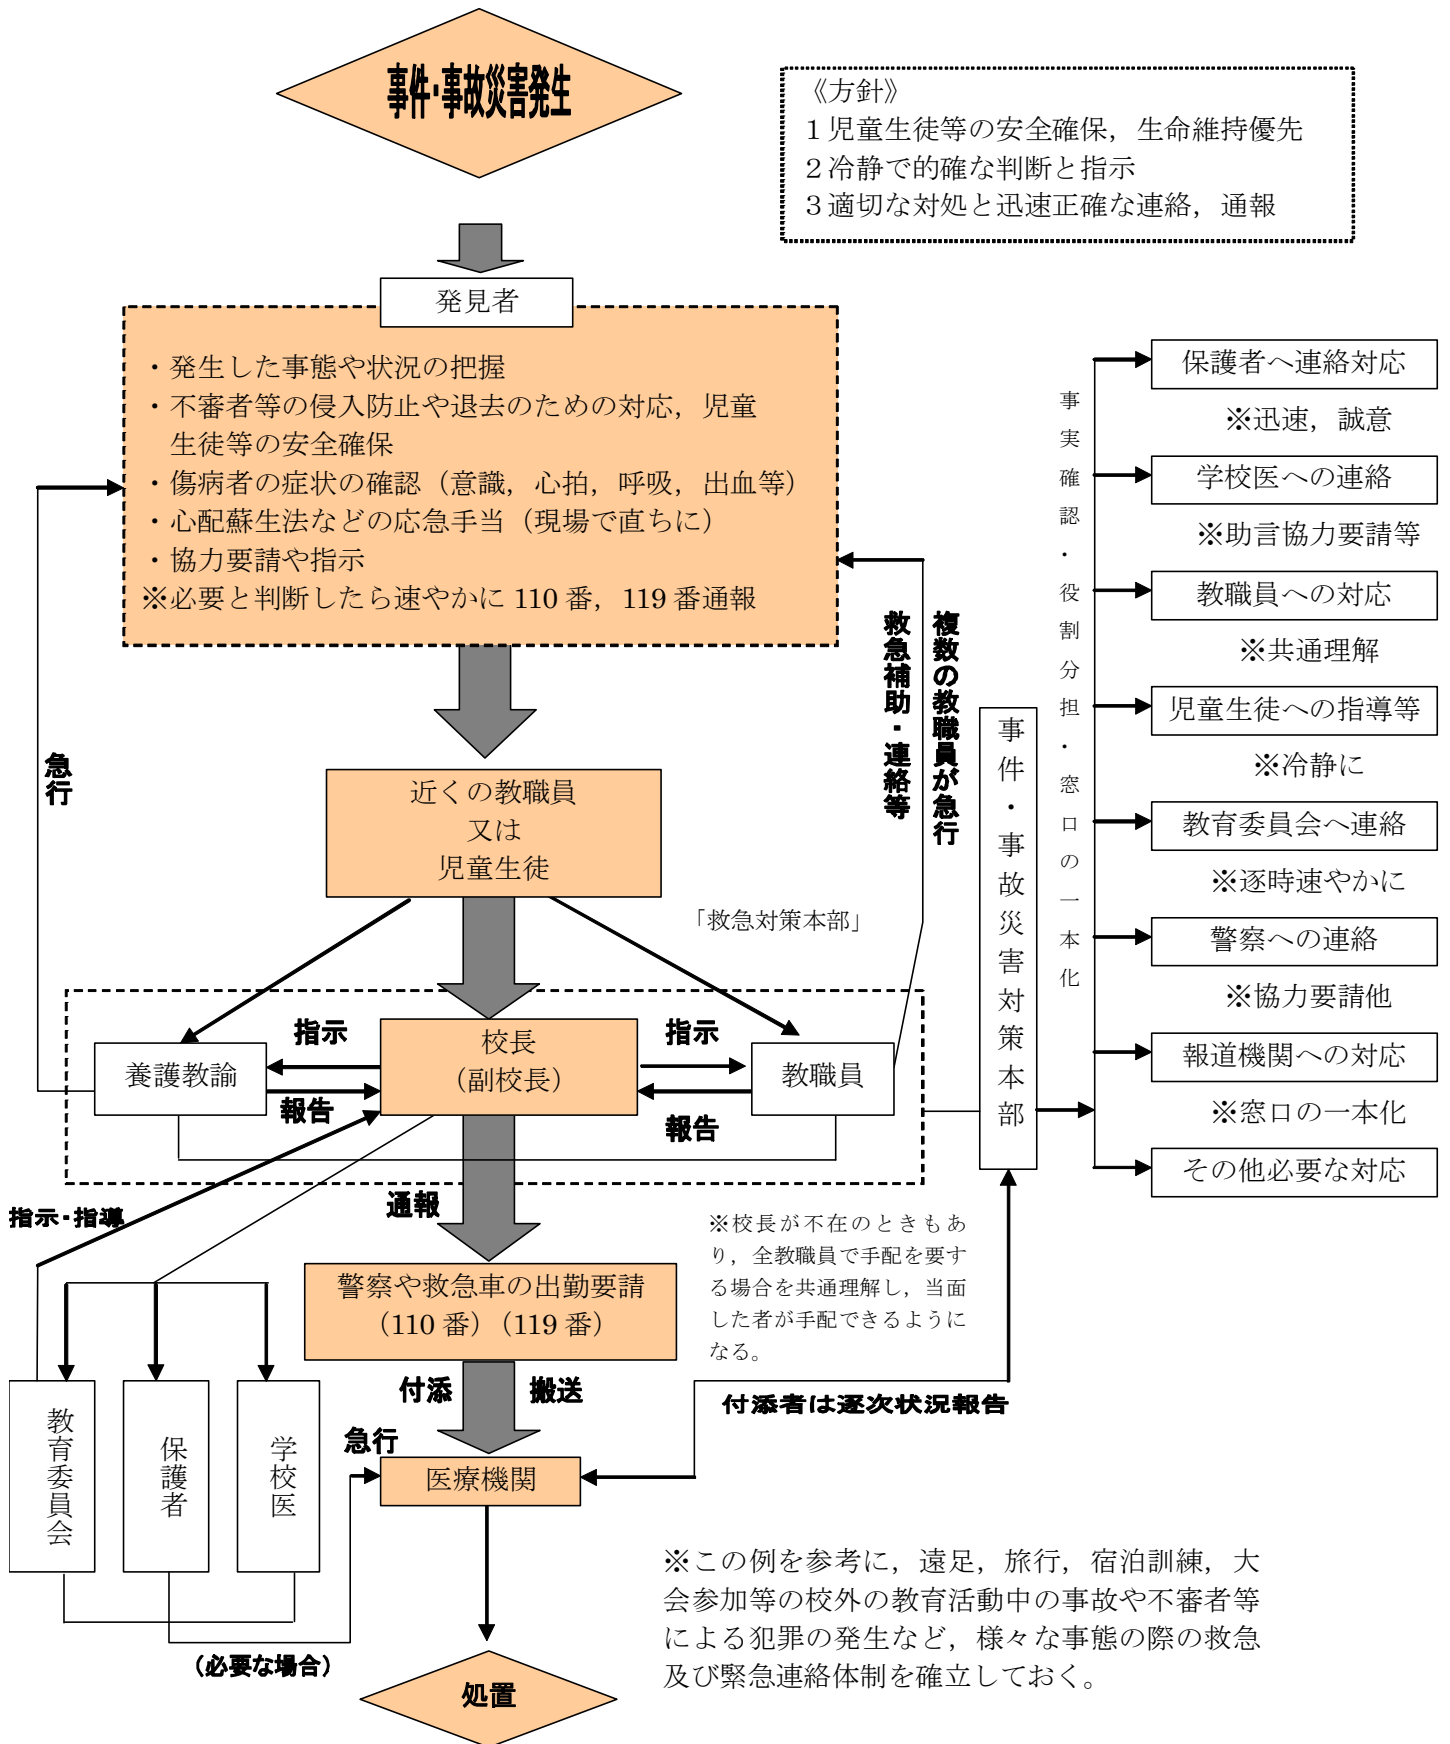 事件・事故災害発生
《方針》
1児童生徒等の安全確保，生命維持優先
2冷静で的確な判断と指示
3適切な対処と迅速正確な連絡，通報
発見者
・発生した事態や状況の把握
・不審者等の侵入防止や退去のための対応，児童
生徒等の安全確保
・傷病者の症状の確認（意識，心拍，呼吸，出血等）
・心配蘇生法などの応急手当（現場で直ちに）
・協力要請や指示
※必要と判断したら速やかに 110 番，119 番通報
急行
救急補助・連絡等
複数の教職員が急行
近くの教職員
又は
児童生徒
「救急対策本部」
指示
指示
養護教諭
校長
（副校長）
教職員
報告
報告
通報
指示・指導
警察や救急車の出勤要請
（110 番）（119 番）
※校長が不在のときもあ
り，全教職員で手配を要す
る場合を共通理解し，当面
した者が手配できるように
なる。
付添
搬送
付添者は逐次状況報告
教育委員会
保護者
学校医
急行
医療機関
（必要な場合）
処置
事件・事故災害対策本部
事実確認・役割分担・窓口の一本化
保護者へ連絡対応
※迅速，誠意
学校医への連絡
※助言協力要請等
教職員への対応
※共通理解
児童生徒への指導等
※冷静に
教育委員会へ連絡
※逐時速やかに
警察への連絡
※協力要請他
報道機関への対応
※窓口の一本化
その他必要な対応
※この例を参考に，遠足，旅行，宿泊訓練，大
会参加等の校外の教育活動中の事故や不審者等
による犯罪の発生など，様々な事態の際の救急
及び緊急連絡体制を確立しておく。